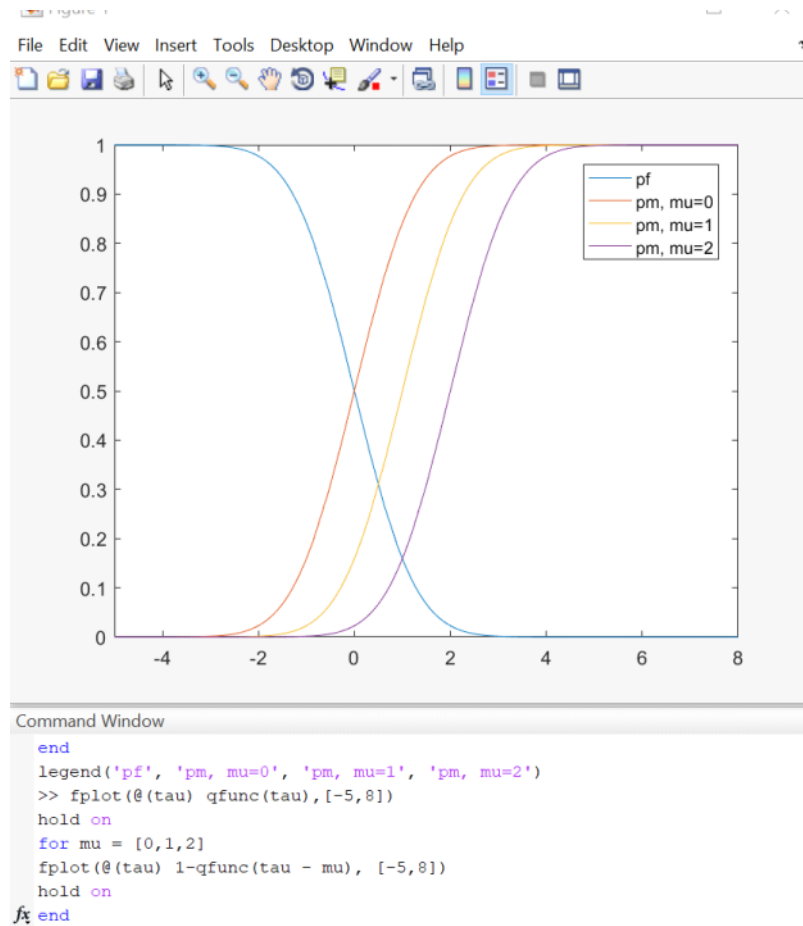 File Edit View Insert Tools Desktop Window Help
1
0.9
0.8
0.7
0.6
0.5
0.4
0.3
0.2
0.1
0
-4 -2 0 2 4 6 8
pf
pm, mu=0
pm, mu=1
pm, mu=2
Command Window
end
legend('pf', 'pm, mu=0', 'pm, mu=1', 'pm, mu=2')
>> fplot(@(tau) qfunc(tau),[-5,8])
hold on
for mu = [0,1,2]
fplot(@(tau) 1-qfunc(tau - mu), [-5,8])
hold on
fx end